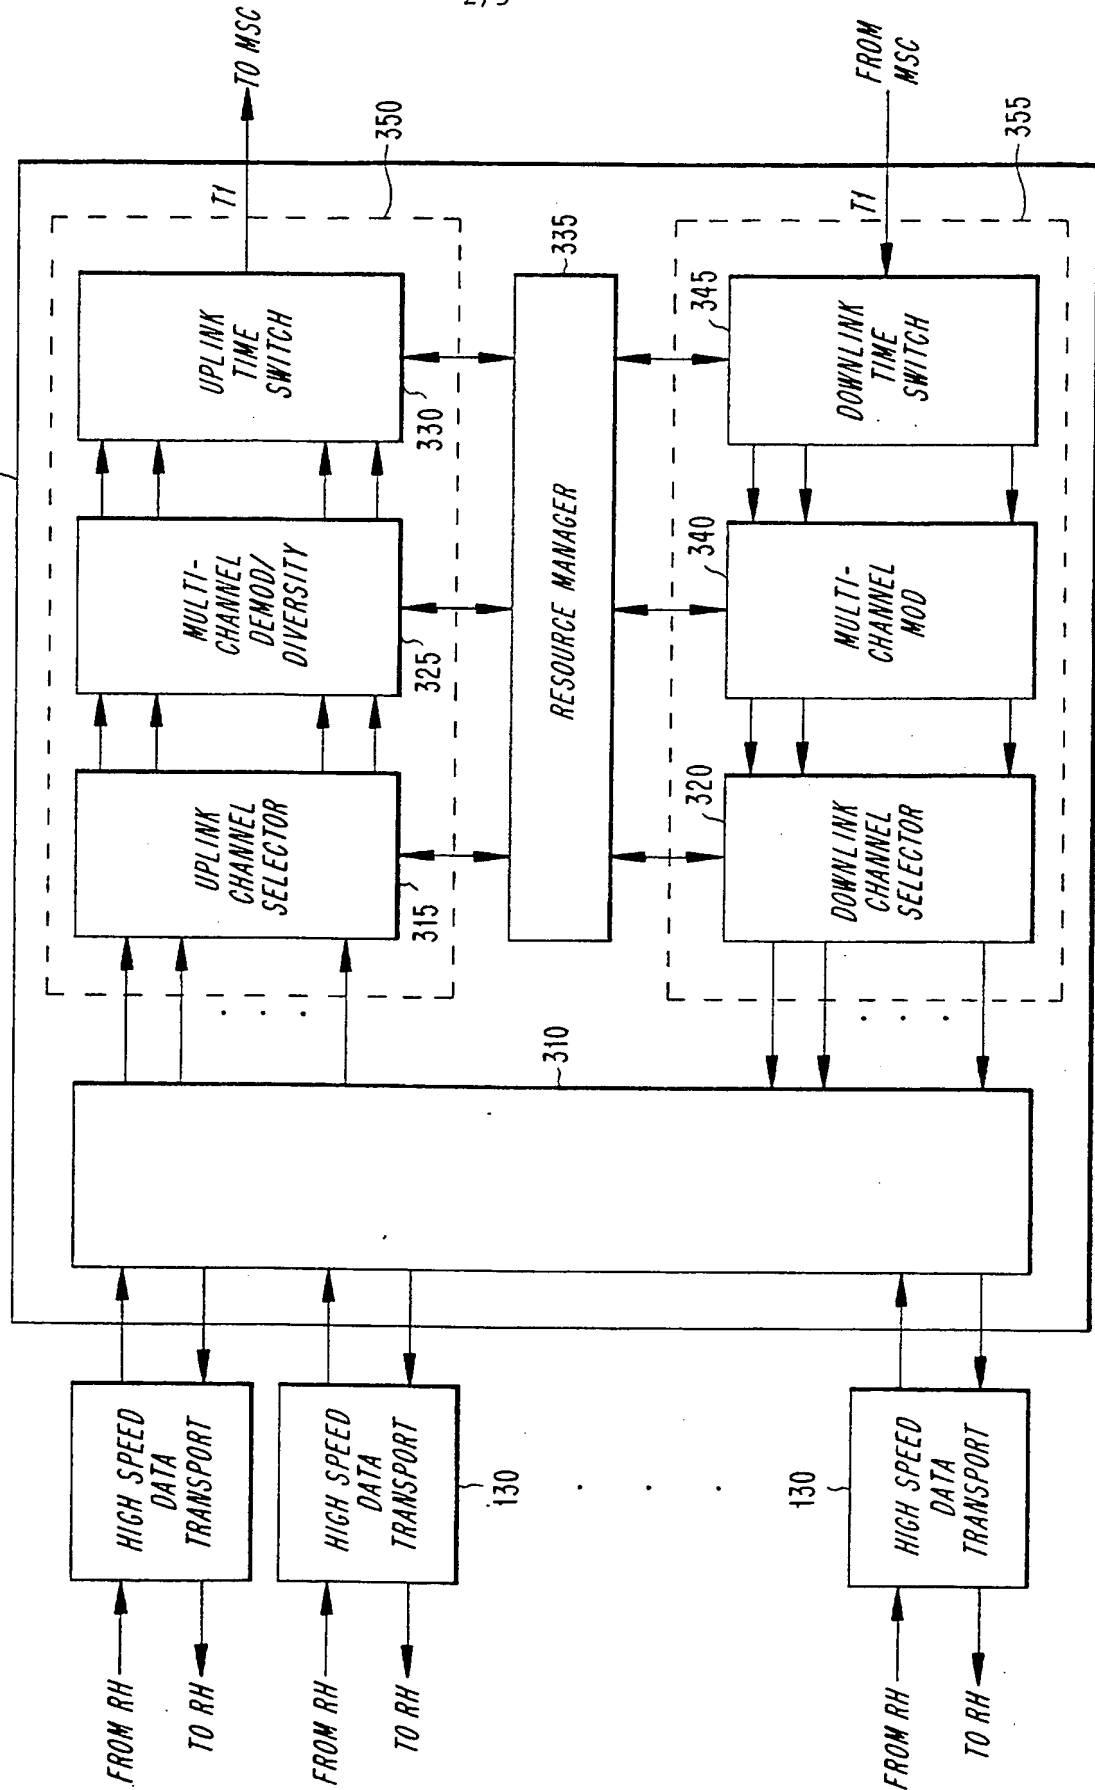 TO MSC
T1
350
UPLINK
TIME
SWITCH
330
MULTI-
CHANNEL
DEMOD/
DIVERSITY
325
UPLINK
CHANNEL
SELECTOR
315
335
RESOURCE MANAGER
FROM
MSC
T1
355
345
DOWNLINK
TIME
SWITCH
340
MULTI-
CHANNEL
MOD
320
DOWNLINK
CHANNEL
SELECTOR
310
HIGH SPEED
DATA
TRANSPORT
FROM RH
TO RH
HIGH SPEED
DATA
TRANSPORT
130
FROM RH
TO RH
130
HIGH SPEED
DATA
TRANSPORT
FROM RH
TO RH